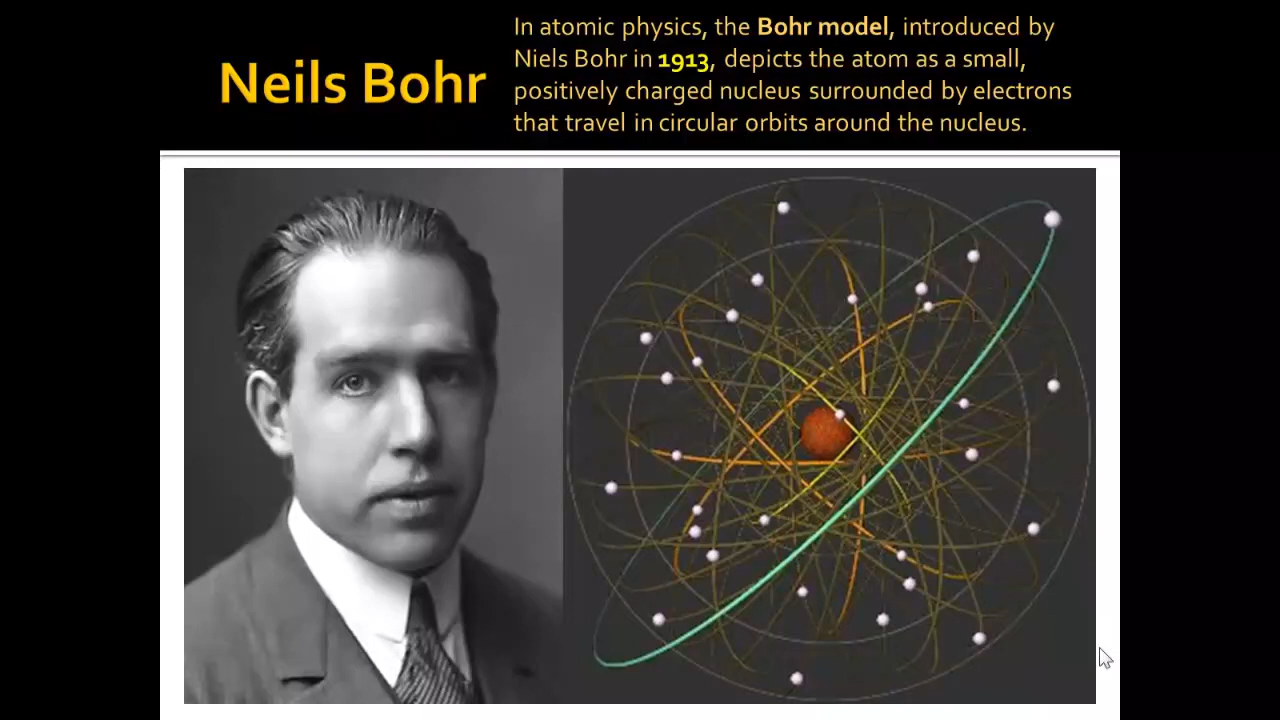 Neils Bohr
In atomic physics, the Bohr model, introduced by
Niels Bohr in 1913, depicts the atom as a small,
positively charged nucleus surrounded by electrons
that travel in circular orbits around the nucleus.